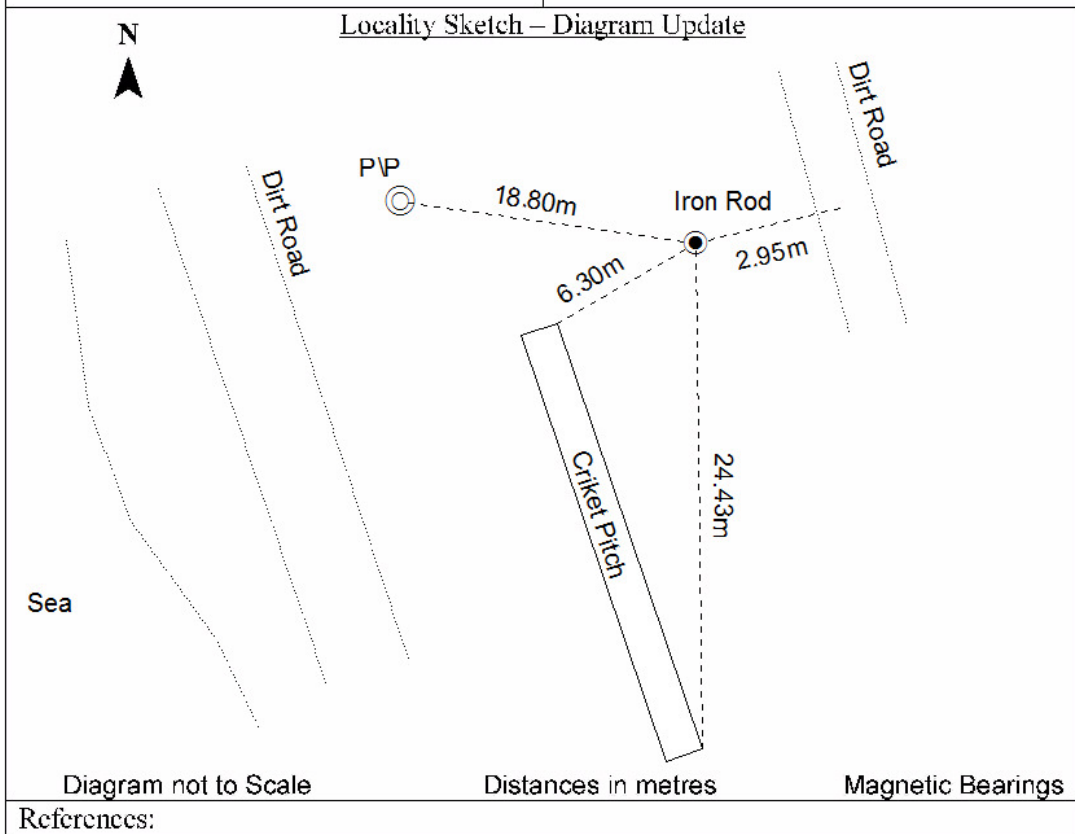 Locality Sketch – Diagram Update
N
Dirt Road
P\P
Dirt Road
18.80m
Iron Rod
2.95m
6.30m
24.43m
Criket Pitch
Sea
Diagram not to Scale
Distances in metres
Magnetic Bearings
References: